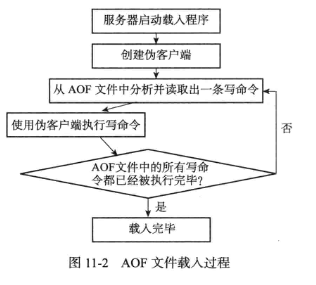 服务器启动载入程序
创建伪客户端
从 AOF 文件中分析并读取出一条写命令
使用伪客户端执行写命令
否
AOF文件中的所有写命
令都已经被执行完毕?
是
载入完毕
图 11-2 AOF 文件载入过程